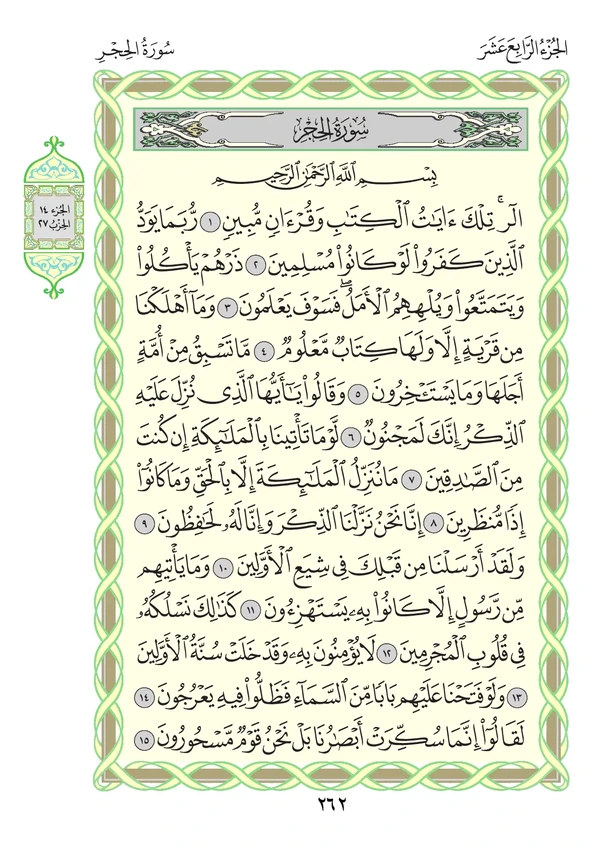 الجُزْءُ الرَّابِعَ عَشَرَ
سُورَةُ الحِجْرِ
سُورَةُ الحِجْرِ
الجُزء ١٤
الحِزْبُ ٢٧
بِسْمِ ٱللَّهِ ٱلرَّحْمَٰنِ ٱلرَّحِيمِ
الٓرۚ تِلْكَ ءَايَٰتُ ٱلْكِتَٰبِ وَقُرْءَانٖ مُّبِينٖ ١ رُّبَمَا يَوَدُّ
ٱلَّذِينَ كَفَرُوا۟ لَوْ كَانُوا۟ مُسْلِمِينَ ٢ ذَرْهُمْ يَأْكُلُوا۟
وَيَتَمَتَّعُوا۟ وَيُلْهِهِمُ ٱلْأَمَلُۖ فَسَوْفَ يَعْلَمُونَ ٣ وَمَآ أَهْلَكْنَا
مِن قَرْيَةٍ إِلَّا وَلَهَا كِتَابٞ مَّعْلُومٞ ٤ مَّا تَسْبِقُ مِنْ أُمَّةٍ
أَجَلَهَا وَمَا يَسْتَـْٔخِرُونَ ٥ وَقَالُوا۟ يَٰٓأَيُّهَا ٱلَّذِى نُزِّلَ عَلَيْهِ
ٱلذِّكْرُ إِنَّكَ لَمَجْنُونٞ ٦ لَّوْ مَا تَأْتِينَا بِٱلْمَلَٰٓئِكَةِ إِن كُنتَ
مِنَ ٱلصَّٰدِقِينَ ٧ مَا نُنَزِّلُ ٱلْمَلَٰٓئِكَةَ إِلَّا بِٱلْحَقِّ وَمَا كَانُوٓا۟
إِذٗا مُّنظَرِينَ ٨ إِنَّا نَحْنُ نَزَّلْنَا ٱلذِّكْرَ وَإِنَّا لَهُۥ لَحَٰفِظُونَ ٩
وَلَقَدْ أَرْسَلْنَا مِن قَبْلِكَ فِى شِيَعِ ٱلْأَوَّلِينَ ١٠ وَمَا يَأْتِيهِم
مِّن رَّسُولٍ إِلَّا كَانُوا۟ بِهِۦ يَسْتَهْزِءُونَ ١١ كَذَٰلِكَ نَسْلُكُهُۥ
فِى قُلُوبِ ٱلْمُجْرِمِينَ ١٢ لَا يُؤْمِنُونَ بِهِۦ وَقَدْ خَلَتْ سُنَّةُ ٱلْأَوَّلِينَ
١٣ وَلَوْ فَتَحْنَا عَلَيْهِم بَابٗا مِّنَ ٱلسَّمَآءِ فَظَلُّوا۟ فِيهِ يَعْرُجُونَ ١٤
لَقَالُوٓا۟ إِنَّمَا سُكِّرَتْ أَبْصَٰرُنَا بَلْ نَحْنُ قَوْمٞ مَّسْحُورُونَ ١٥
٢٦٢